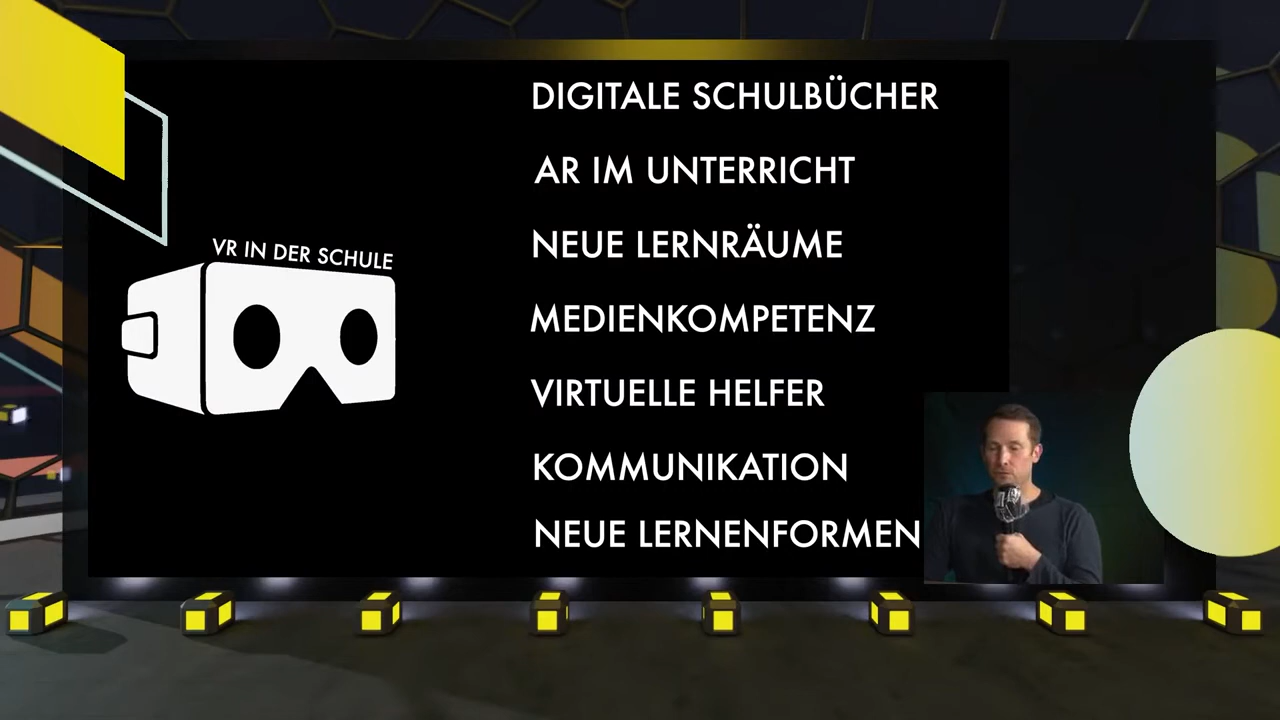 VR IN DER SCHULE
DIGITALE SCHULBÜCHER
AR IM UNTERRICHT
NEUE LERNRÄUME
MEDIENKOMPETENZ
VIRTUELLE HELFER
KOMMUNIKATION
NEUE LERNENFORMEN